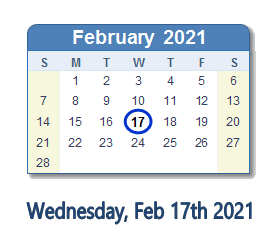 February 2021
S M T W T F S
1 2 3 4 5 6
7 8 9 10 11 12 13
14 15 16 17 18 19 20
21 22 23 24 25 26 27
28
Wednesday, Feb 17th 2021